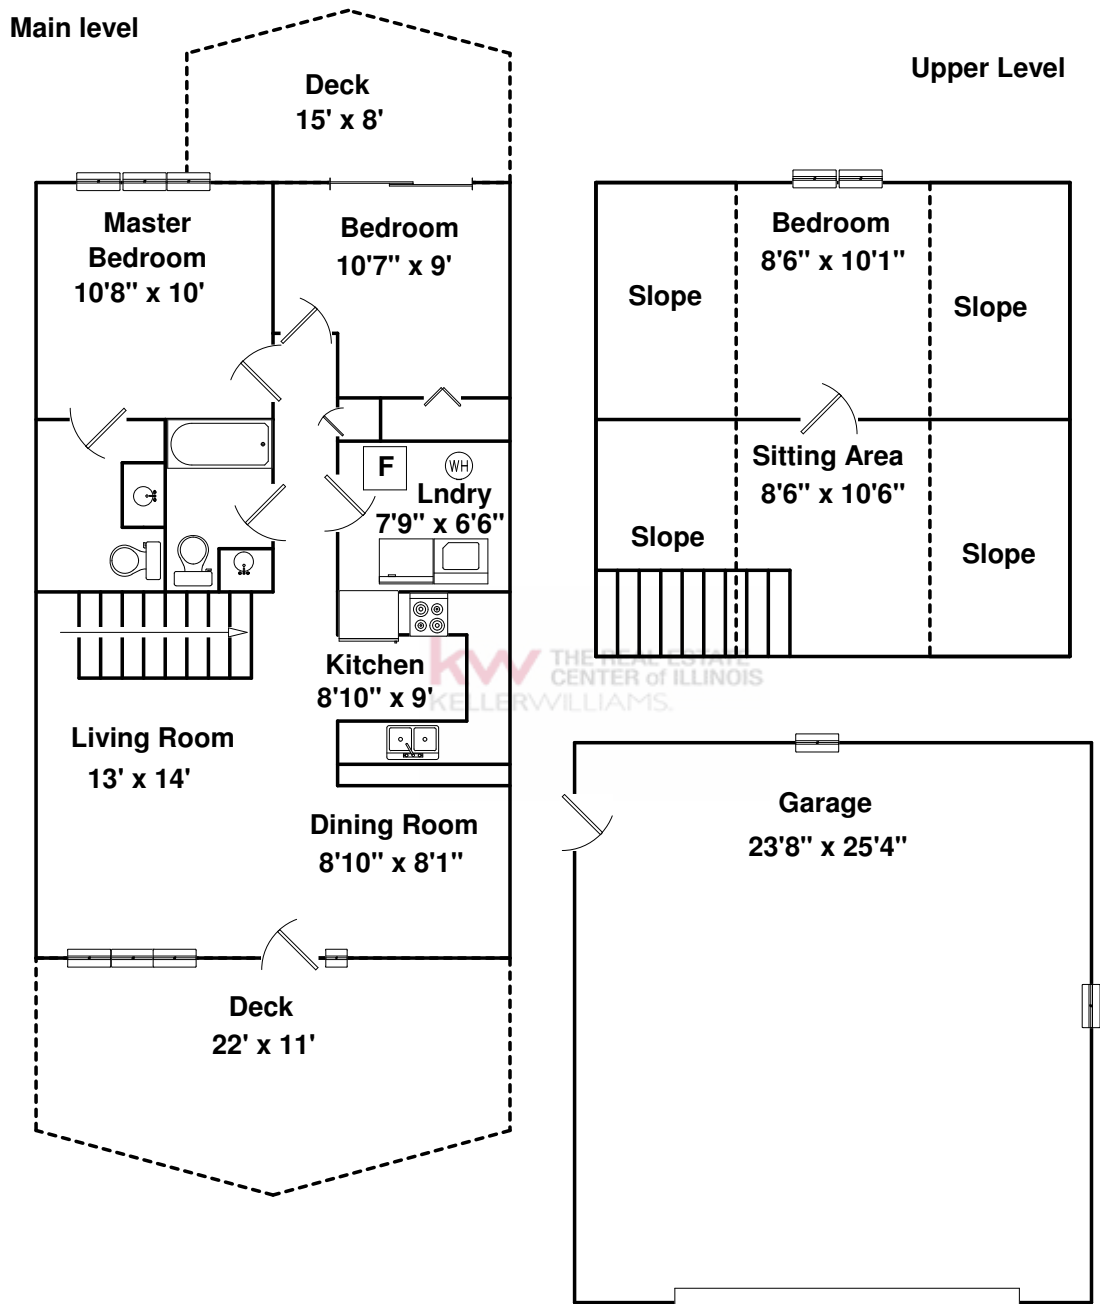 Main level
Deck
15' x 8'
Master
Bedroom
10'8" x 10'
Bedroom
10'7" x 9'
F
WH
Lndry
7'9" x 6'6"
Kitchen
8'10" x 9'
Living Room
13' x 14'
Dining Room
8'10" x 8'1"
Deck
22' x 11'
Upper Level
Bedroom
8'6" x 10'1"
Slope
Slope
Sitting Area
8'6" x 10'6"
Slope
Slope
kw THE REAL ESTATE
CENTER of ILLINOIS
KELLERWILLIAMS.
Garage
23'8" x 25'4"